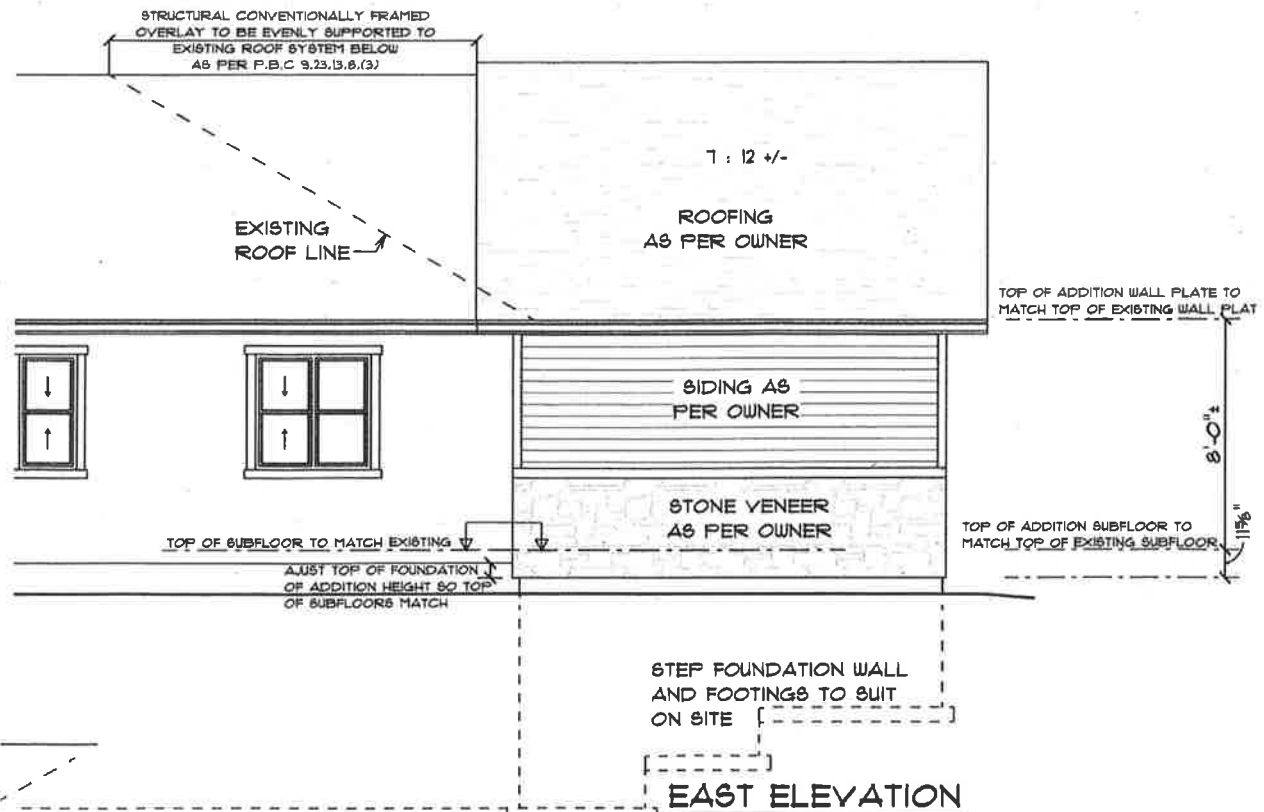 STRUCTURAL CONVENTIONALLY FRAMED
OVERLAY TO BE EVENLY SUPPORTED TO
EXISTING ROOF SYSTEM BELOW
AS PER P.B.C 9.23.13.8.(3)
7 : 12 +/-
EXISTING
ROOF LINE
ROOFING
AS PER OWNER
TOP OF ADDITION WALL PLATE TO
MATCH TOP OF EXISTING WALL PLAT
SIDING AS
PER OWNER
8'-0"±
STONE VENEER
AS PER OWNER
TOP OF SUBFLOOR TO MATCH EXISTING
TOP OF ADDITION SUBFLOOR TO
MATCH TOP OF EXISTING SUBFLOOR
AJUST TOP OF FOUNDATION
OF ADDITION HEIGHT SO TOP
OF SUBFLOORS MATCH
STEP FOUNDATION WALL
AND FOOTINGS TO SUIT
ON SITE
EAST ELEVATION